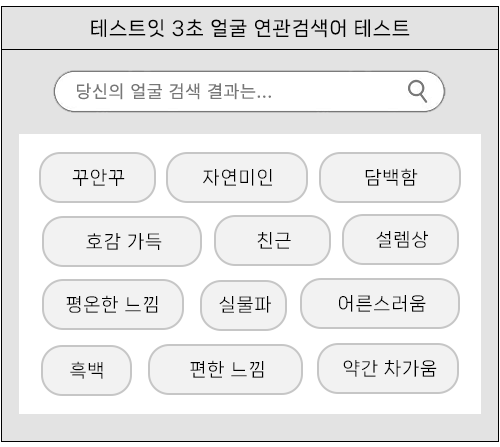 테스트잇 3초 얼굴 연관검색어 테스트
당신의 얼굴 검색 결과는...
꾸안꾸 자연미인 담백함
호감 가득 친근 설렘상
평온한 느낌 실물파 어른스러움
흑백 편한 느낌 약간 차가움